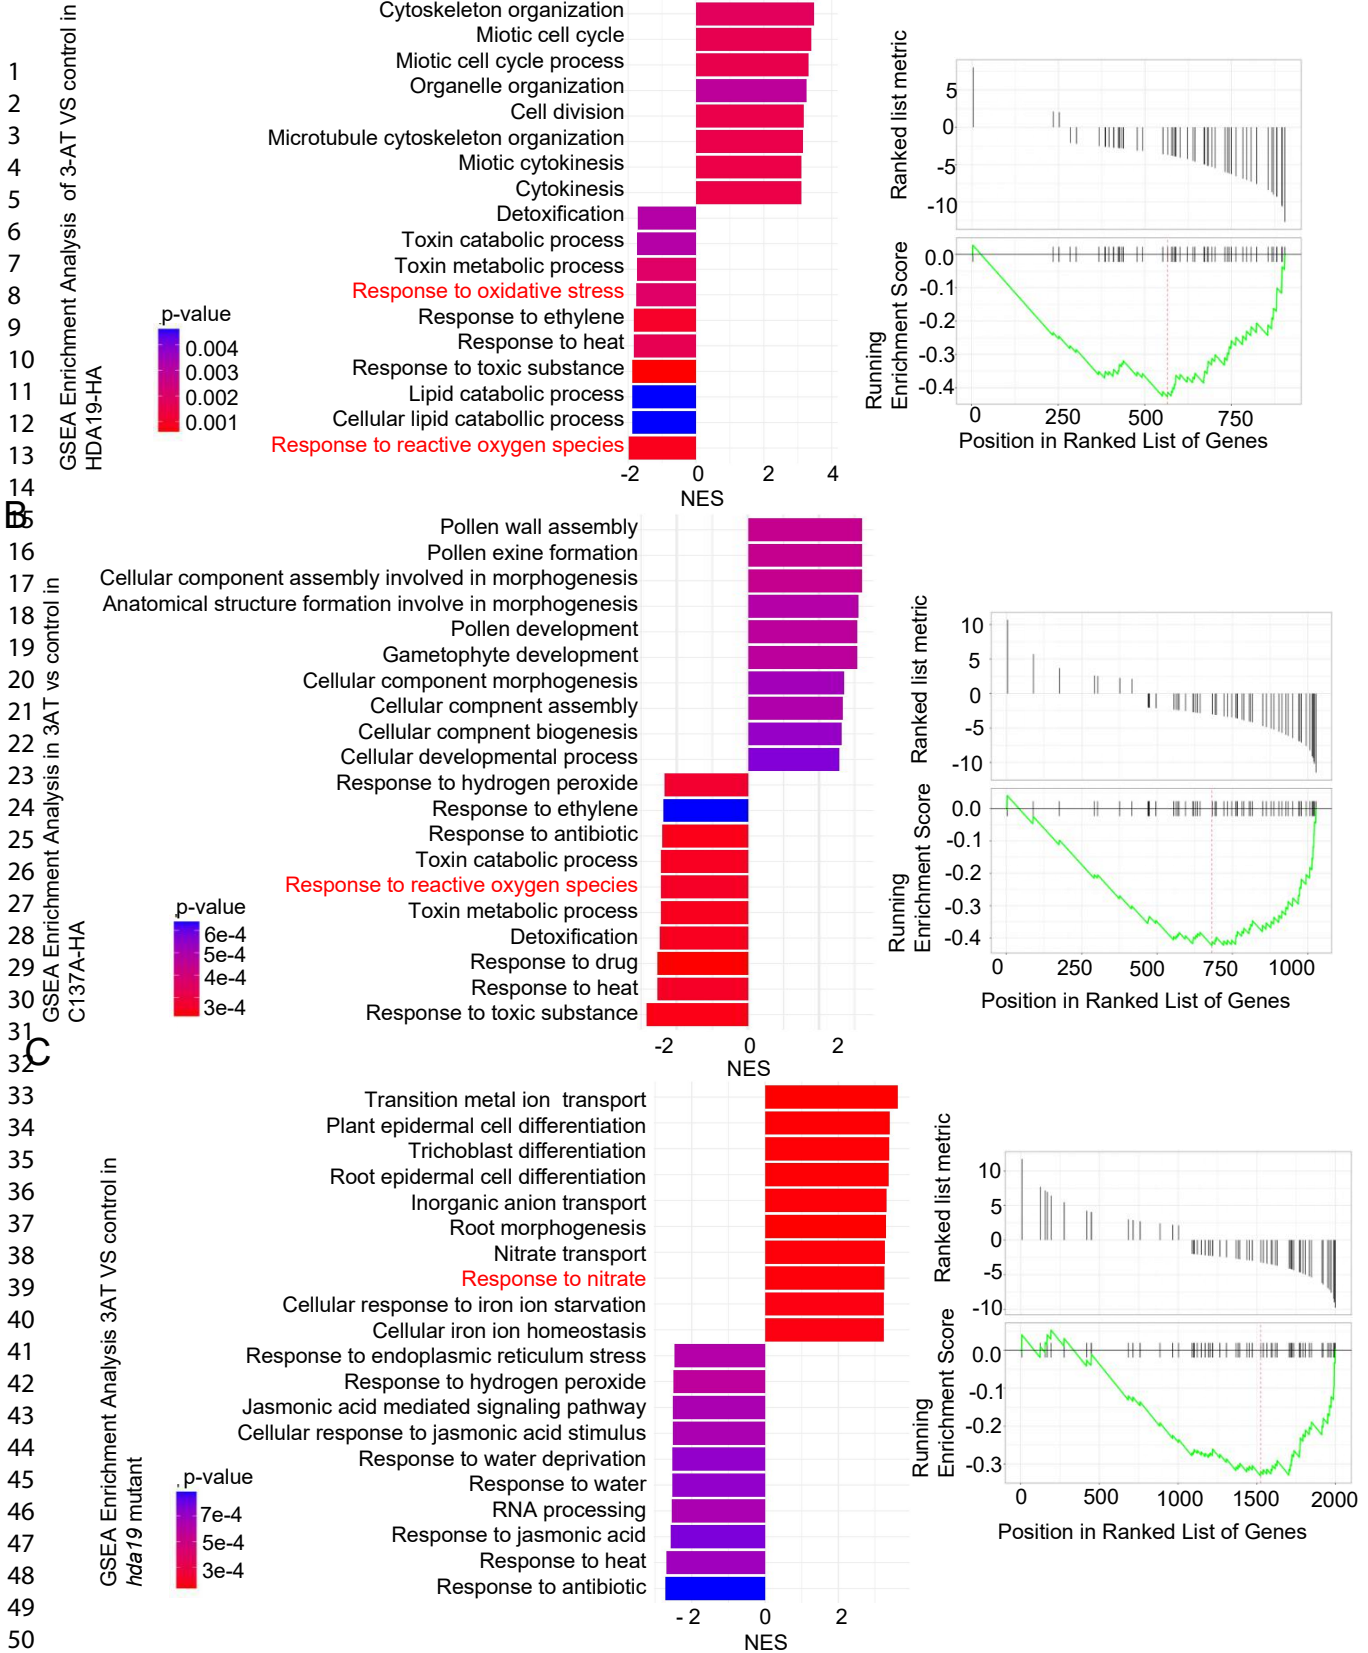 1
2
3
4
5
6
7
8
9
10
11
12
13
14
15
16
17
18
19
20
21
22
23
24
25
26
27
28
29
30
31
32
33
34
35
36
37
38
39
40
41
42
43
44
45
46
47
48
49
50
GSEA Enrichment Analysis of 3-AT VS control in
HDA19-HA
p-value
0.004
0.003
0.002
0.001
Cytoskeleton organization
Miotic cell cycle
Miotic cell cycle process
Organelle organization
Cell division
Microtubule cytoskeleton organization
Miotic cytokinesis
Cytokinesis
Detoxification
Toxin catabolic process
Toxin metabolic process
Response to oxidative stress
Response to ethylene
Response to heat
Response to toxic substance
Lipid catabolic process
Cellular lipid catabollic process
Response to reactive oxygen species
-2 0 2 4
NES
Ranked list metric
5
0
-5
-10
Running
Enrichment Score
0.0
-0.1
-0.2
-0.3
-0.4
0 250 500 750
Position in Ranked List of Genes
B
GSEA Enrichment Analysis in 3AT vs control in
C137A-HA
p-value
6e-4
5e-4
4e-4
3e-4
Pollen wall assembly
Pollen exine formation
Cellular component assembly involved in morphogenesis
Anatomical structure formation involve in morphogenesis
Pollen development
Gametophyte development
Cellular component morphogenesis
Cellular compnent assembly
Cellular compnent biogenesis
Cellular developmental process
Response to hydrogen peroxide
Response to ethylene
Response to antibiotic
Toxin catabolic process
Response to reactive oxygen species
Toxin metabolic process
Detoxification
Response to drug
Response to heat
Response to toxic substance
-2 0 2
NES
Ranked list metric
10
5
0
-5
-10
Running
Enrichment Score
0.0
-0.1
-0.2
-0.3
-0.4
0 250 500 750 1000
Position in Ranked List of Genes
C
GSEA Enrichment Analysis 3AT VS control in
hda19 mutant
p-value
7e-4
5e-4
3e-4
Transition metal ion transport
Plant epidermal cell differentiation
Trichoblast differentiation
Root epidermal cell differentiation
Inorganic anion transport
Root morphogenesis
Nitrate transport
Response to nitrate
Cellular response to iron ion starvation
Cellular iron ion homeostasis
Response to endoplasmic reticulum stress
Response to hydrogen peroxide
Jasmonic acid mediated signaling pathway
Cellular response to jasmonic acid stimulus
Response to water deprivation
Response to water
RNA processing
Response to jasmonic acid
Response to heat
Response to antibiotic
- 2 0 2
NES
Ranked list metric
10
5
0
-5
-10
Running
Enrichment Score
0.0
-0.1
-0.2
-0.3
0 500 1000 1500 2000
Position in Ranked List of Genes